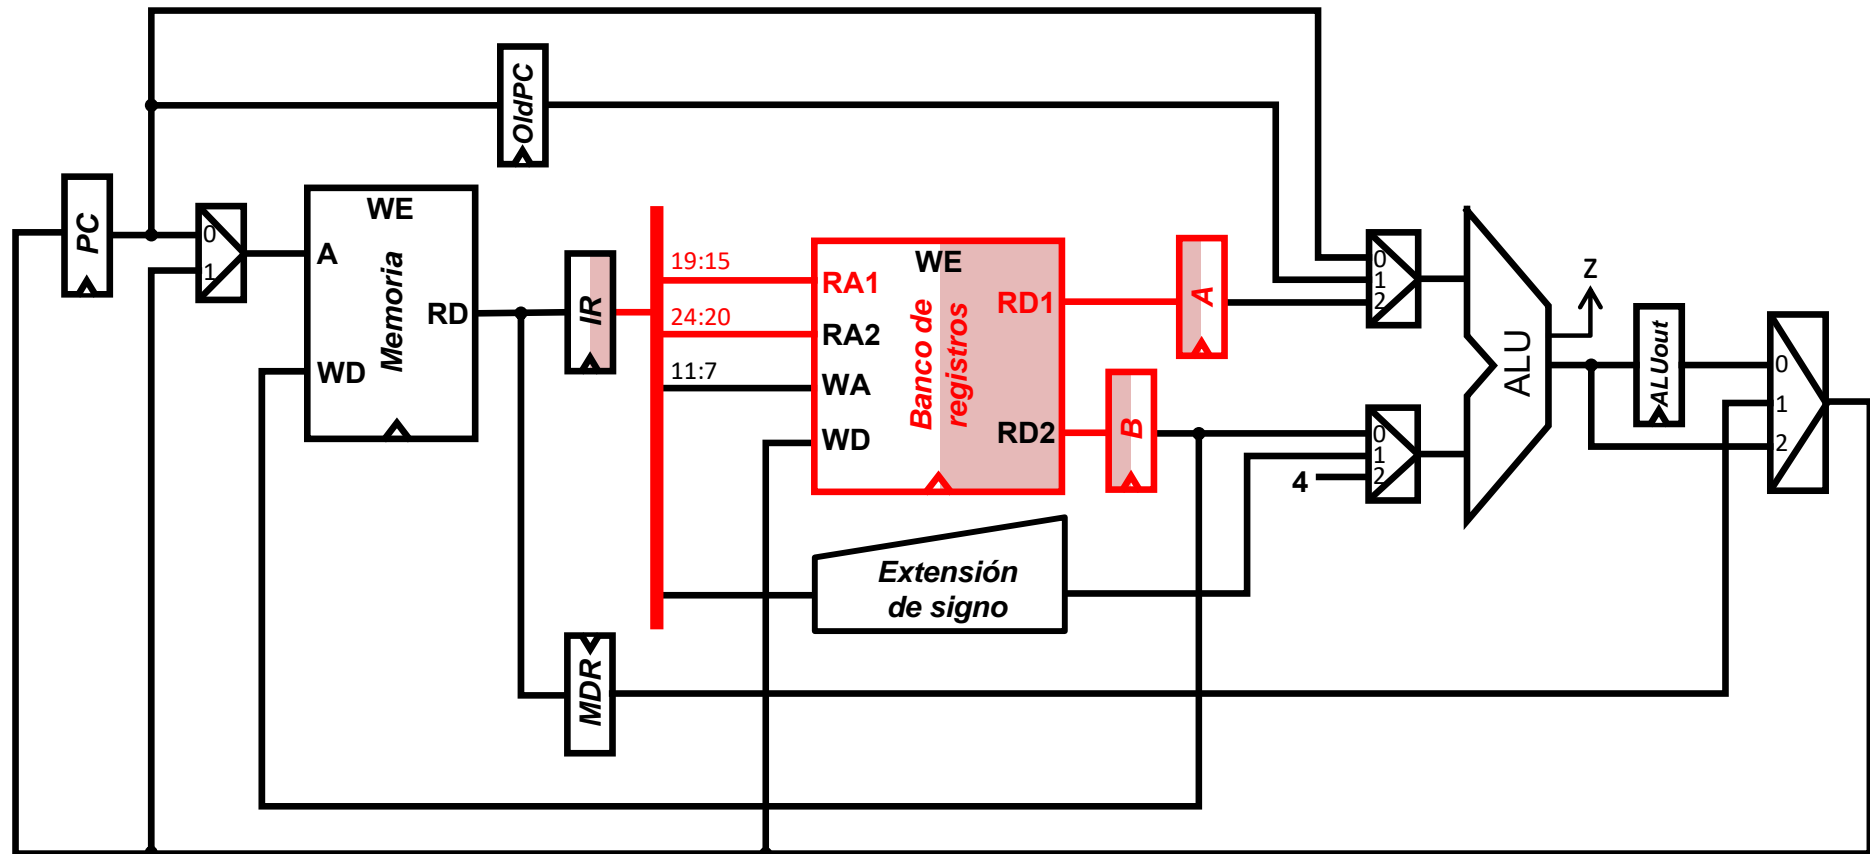 OldPC
PC
0
1
WE
A
Memoria
RD
WD
IR
19:15
24:20
11:7
WE
RA1
RA2
WA
WD
Banco de
registros
RD1
RD2
A
B
Extensión
de signo
MDR
0
1
2
0
1
2
4
ALU
Z
ALUout
0
1
2